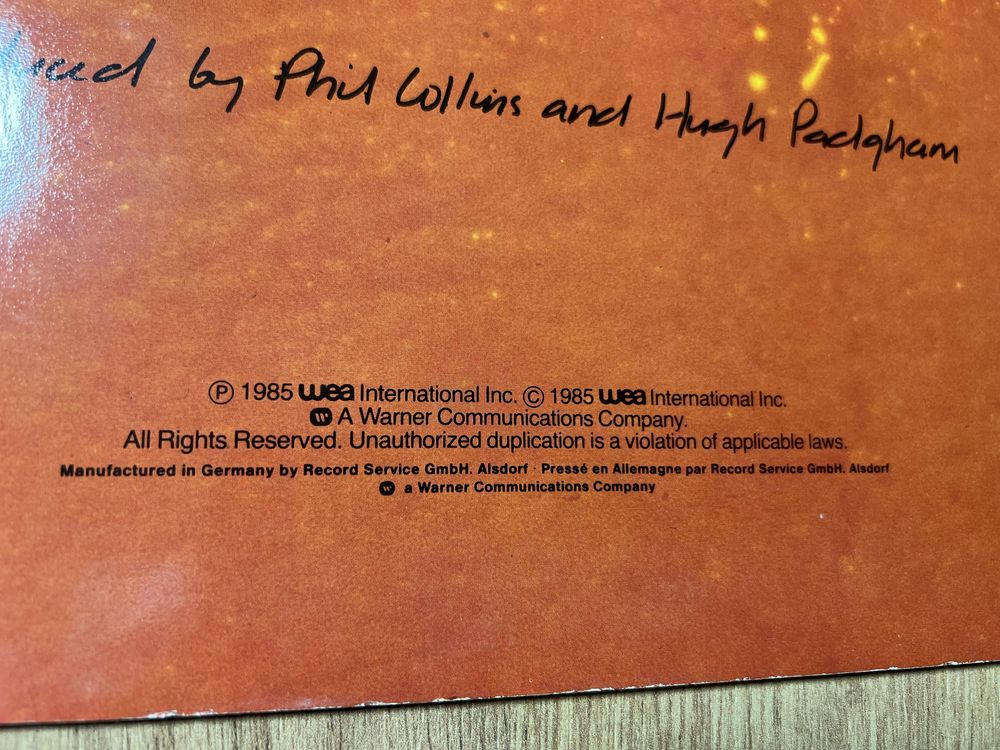 by Phil Collins and Hugh Padgham
Ⓟ 1985 wea International Inc. © 1985 wea International Inc.
A Warner Communications Company.
All Rights Reserved. Unauthorized duplication is a violation of applicable laws.
Manufactured in Germany by Record Service GmbH. Alsdorf · Pressé en Allemagne par Record Service GmbH. Alsdorf
a Warner Communications Company